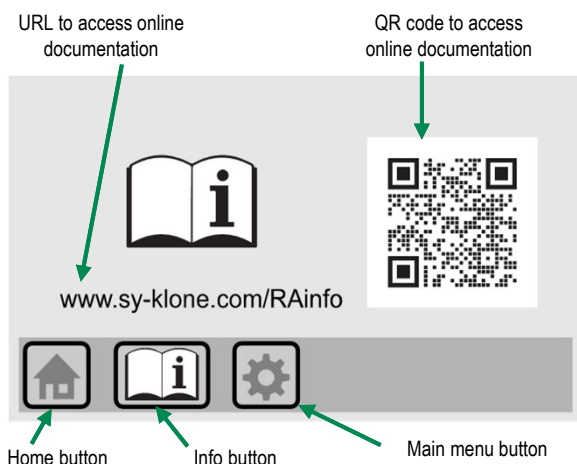 URL to access online
documentation
QR code to access
online documentation
i
www.sy-klone.com/RAinfo
i
Home button
Info button
Main menu button